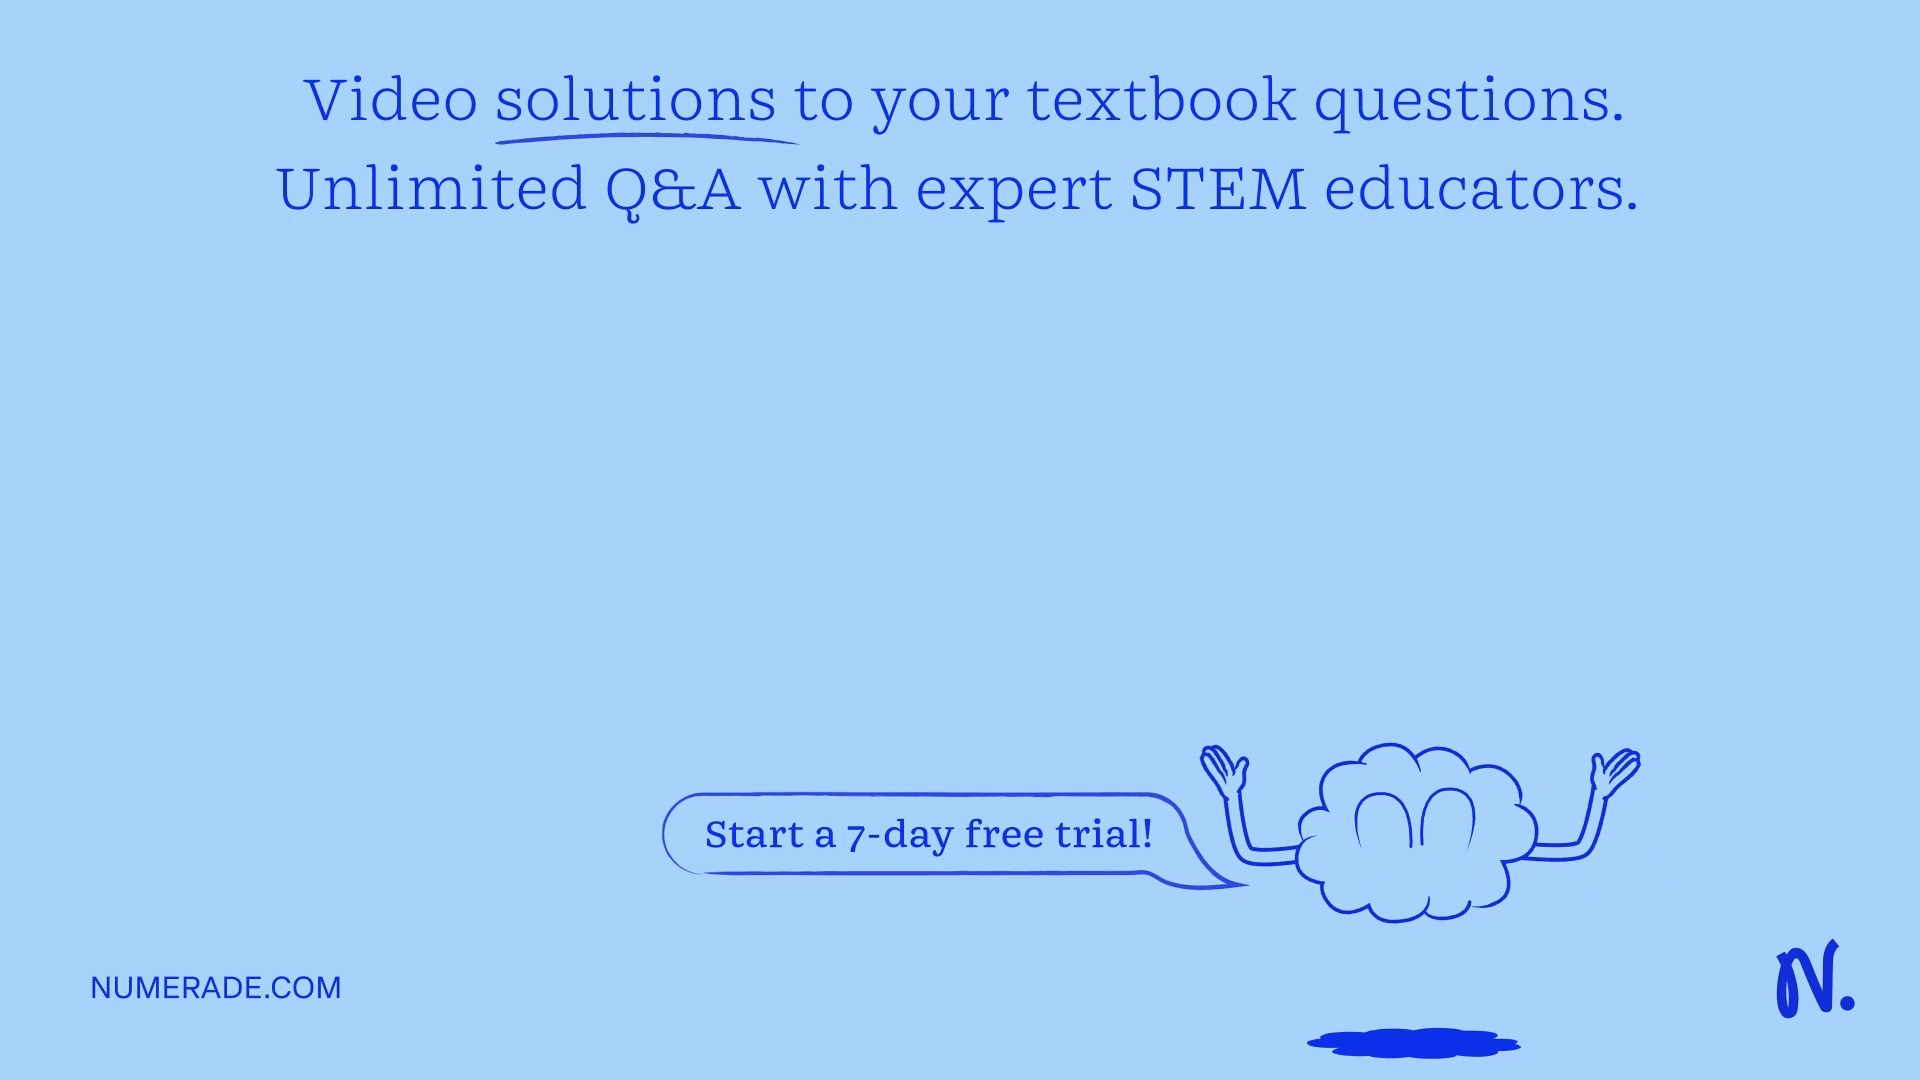 Video solutions to your textbook questions.
Unlimited Q&A with expert STEM educators.
Start a 7-day free trial!
NUMERADE.COM
N.